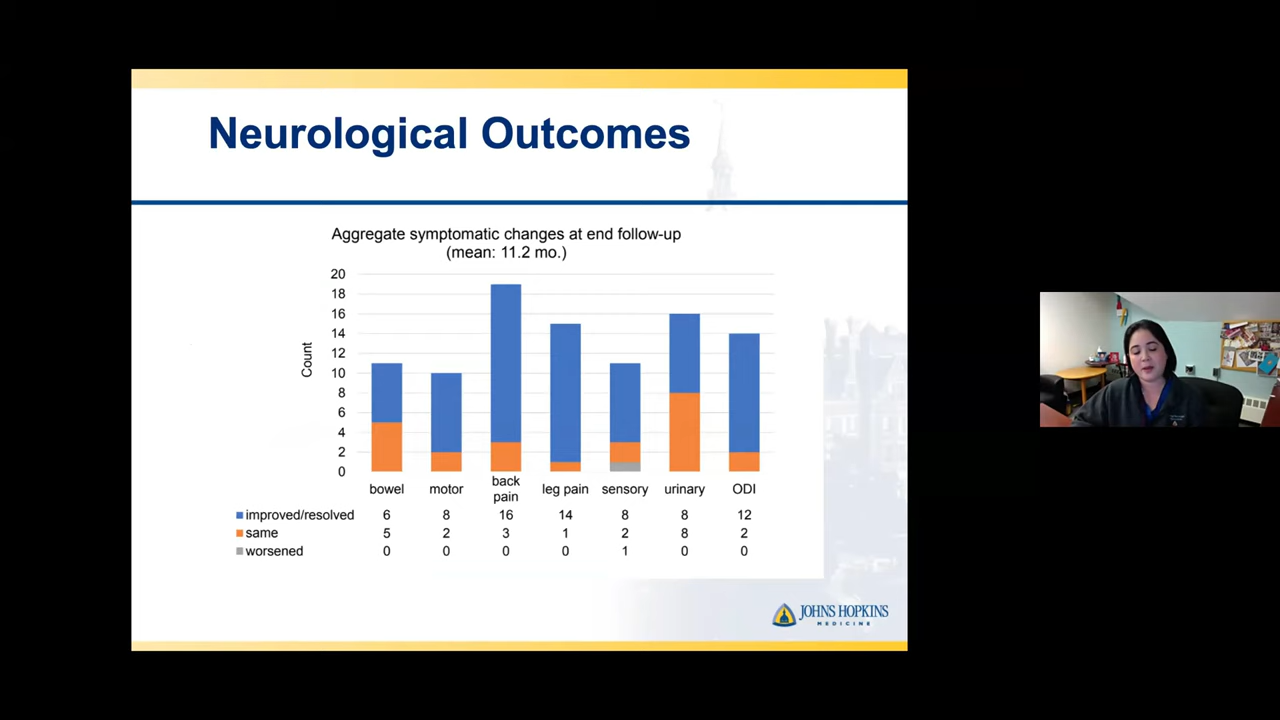 Neurological Outcomes
Aggregate symptomatic changes at end follow-up
(mean: 11.2 mo.)
Count
20
18
16
14
12
10
8
6
4
2
0
bowel motor back pain leg pain sensory urinary ODI
improved/resolved 6 8 16 14 8 8 12
same 5 2 3 1 2 8 2
worsened 0 0 0 0 1 0 0
JOHNS HOPKINS
MEDICINE